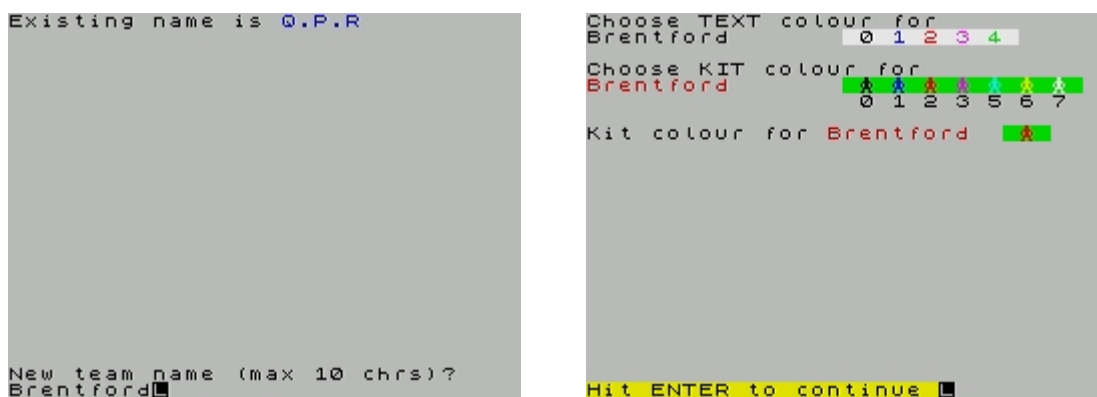 Existing name is Q.P.R
New team name (max 10 chrs)?
Brentford L
Choose TEXT colour for
Brentford 0 1 2 3 4
Choose KIT colour for
Brentford
0 1 2 3 5 6 7
Kit colour for Brentford
Hit ENTER to continue L